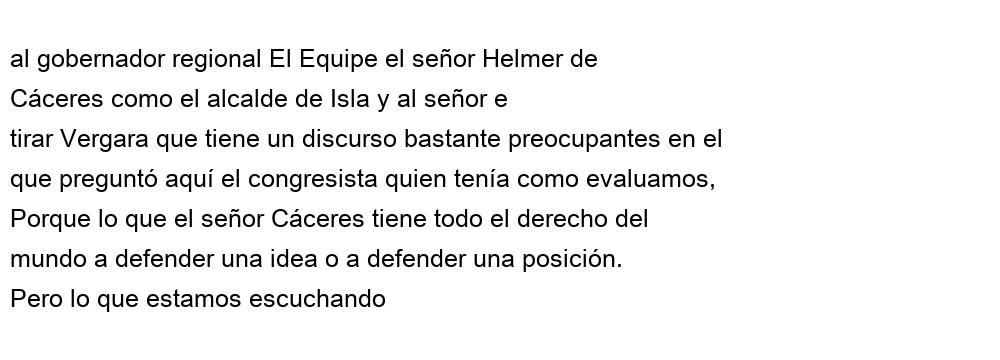 al gobernador regional El Equipe el señor Helmer de
Cáceres como el alcalde de Isla y al señor e
tirar Vergara que tiene un discurso bastante preocupantes en el
que preguntó aquí el congresista quien tenía como evaluamos,
Porque lo que el señor Cáceres tiene todo el derecho del
mundo a defender una idea o a defender una posición.
Pero lo que estamos escuchando